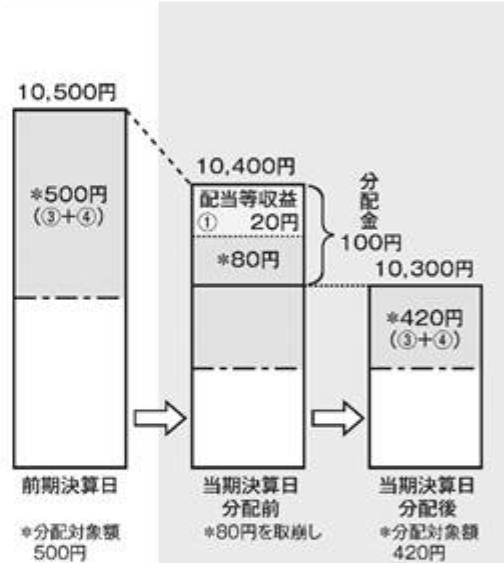 10,500円
*500円
(③+④)
前期決算日
*分配対象額
500円
10,400円
配当等収益
① 20円
*80円
分配金
100円
当期決算日
分配前
*80円を取崩し
10,300円
*420円
(③+④)
当期決算日
分配後
*分配対象額
420円